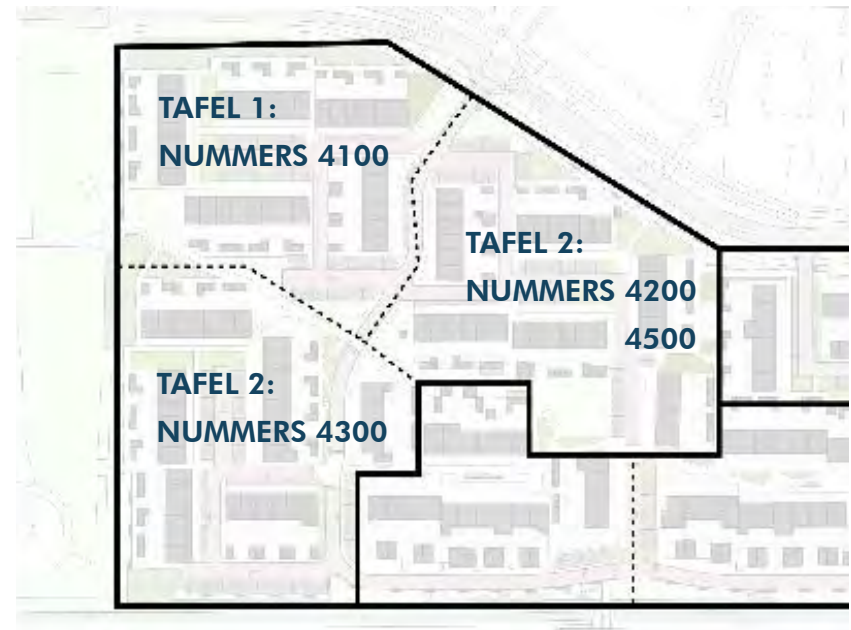 TAFEL 1:
NUMMERS 4100
TAFEL 2:
NUMMERS 4200
4500
TAFEL 2:
NUMMERS 4300